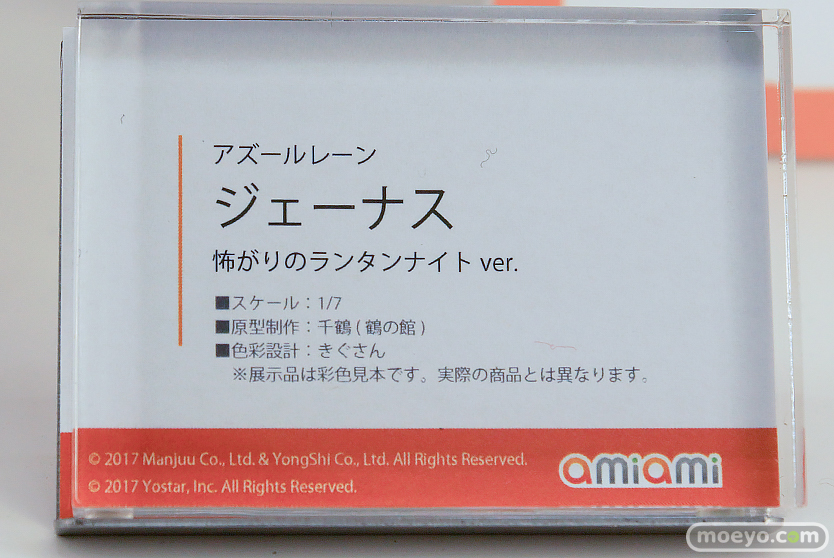 アズールレーン
ジェーナス
怖がりのランタンナイト ver.
■スケール：1/7
■原型制作：千鶴 ( 鶴の館 )
■色彩設計：きぐさん
※展示品は彩色見本です。実際の商品とは異なります。
© 2017 Manjuu Co., Ltd. & YongShi Co., Ltd. All Rights Reserved.
© 2017 Yostar, Inc. All Rights Reserved.
amiami
moeyo.com